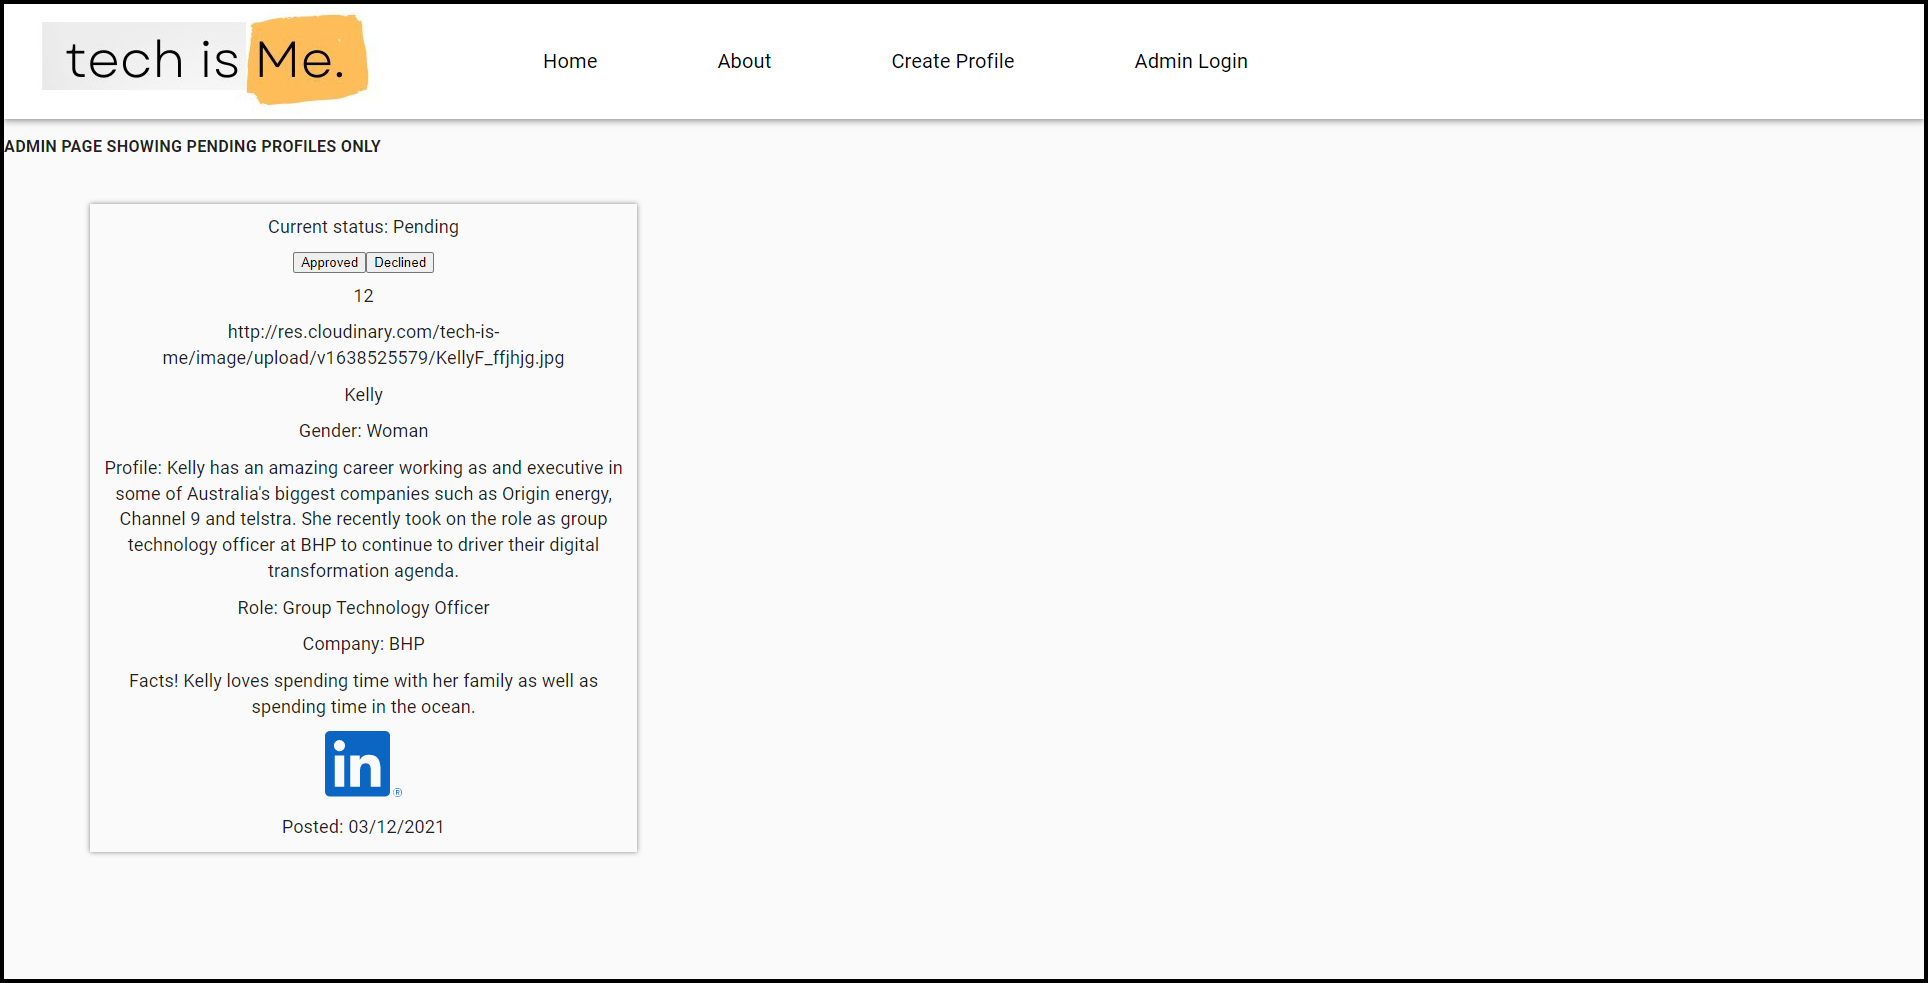 tech is Me.
Home About Create Profile Admin Login
ADMIN PAGE SHOWING PENDING PROFILES ONLY
Current status: Pending
Approved Declined
12
http://res.cloudinary.com/tech-is-
me/image/upload/v1638525579/KellyF_ffjhjg.jpg
Kelly
Gender: Woman
Profile: Kelly has an amazing career working as and executive in
some of Australia's biggest companies such as Origin energy,
Channel 9 and telstra. She recently took on the role as group
technology officer at BHP to continue to driver their digital
transformation agenda.
Role: Group Technology Officer
Company: BHP
Facts! Kelly loves spending time with her family as well as
spending time in the ocean.
in ®
Posted: 03/12/2021